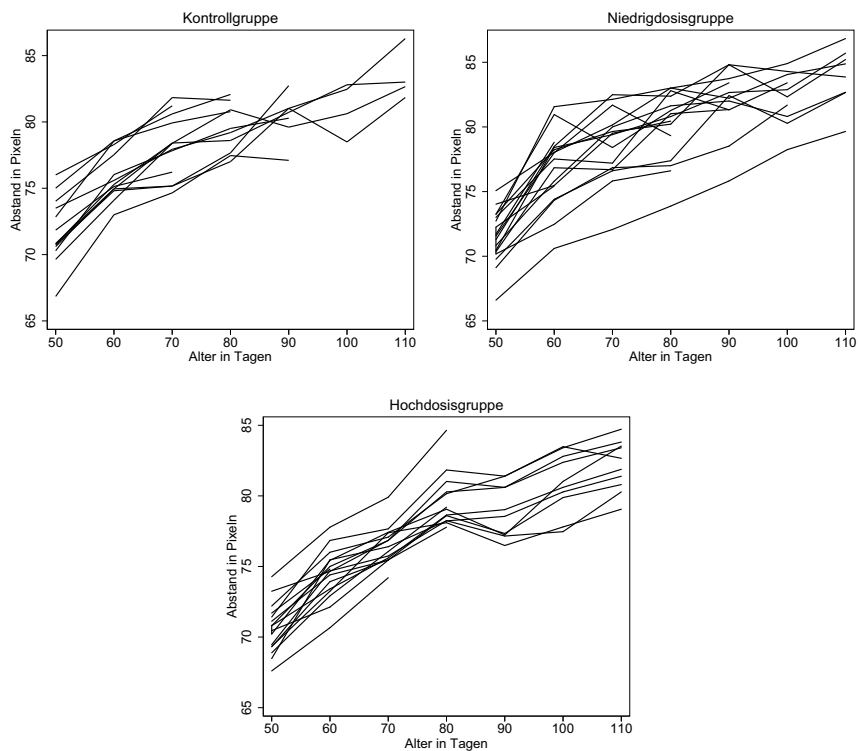 Kontrollgruppe
Abstand in Pixeln
85
80
75
70
65
50 60 70 80 90 100 110
Alter in Tagen
Niedrigdosisgruppe
Abstand in Pixeln
85
80
75
70
65
50 60 70 80 90 100 110
Alter in Tagen
Hochdosisgruppe
Abstand in Pixeln
85
80
75
70
65
50 60 70 80 90 100 110
Alter in Tagen